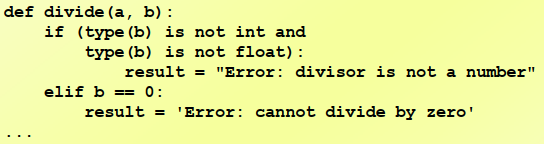 def divide(a, b):
    if (type(b) is not int and
        type(b) is not float):
            result = "Error: divisor is not a number"
    elif b == 0:
        result = 'Error: cannot divide by zero'
...